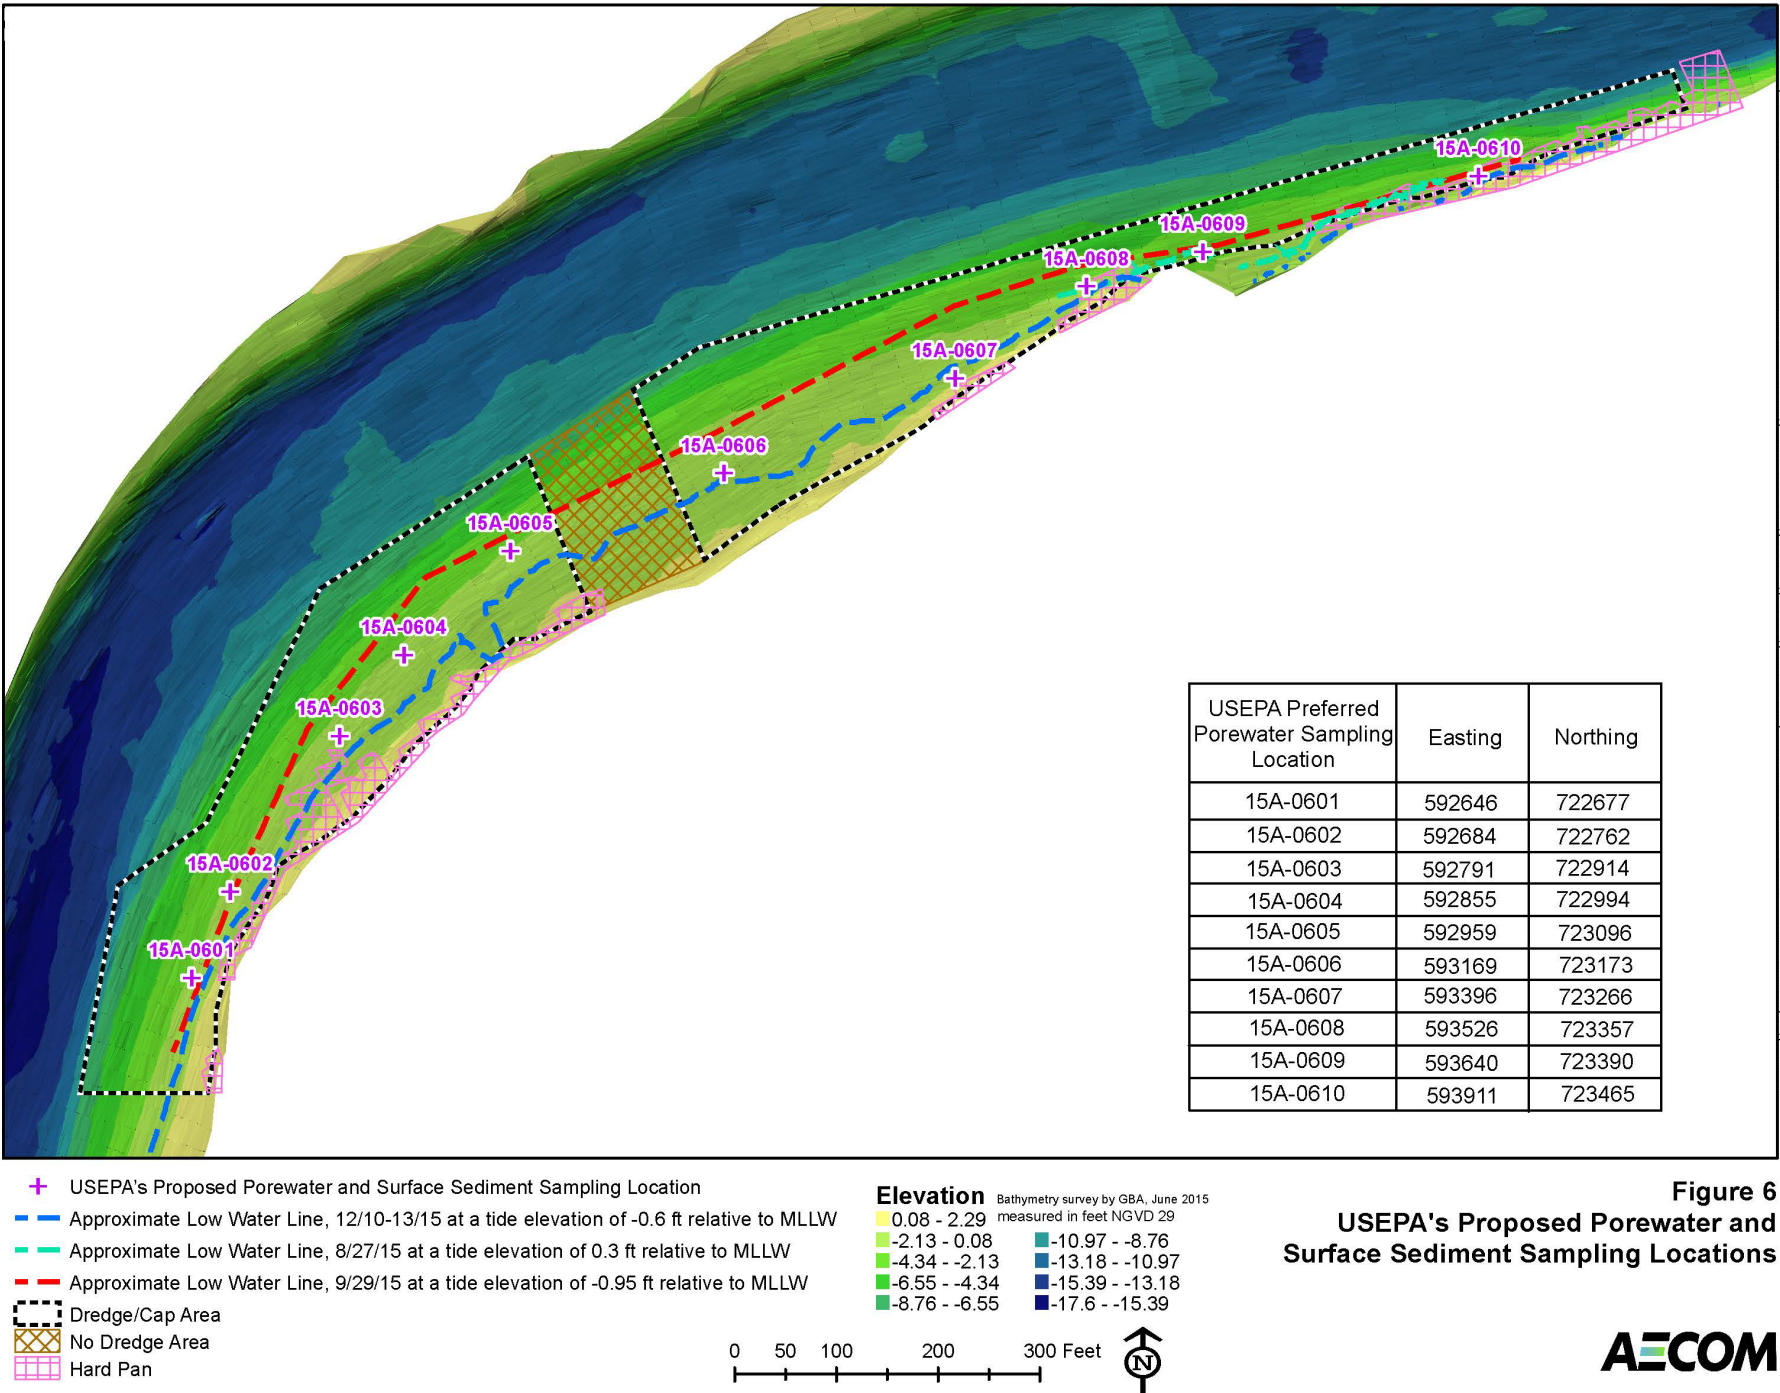 15A-0610
15A-0609
15A-0608
15A-0607
15A-0606
15A-0605
15A-0604
15A-0603
15A-0602
15A-0601
USEPA Preferred Porewater Sampling Location Easting Northing
15A-0601 592646 722677
15A-0602 592684 722762
15A-0603 592791 722914
15A-0604 592855 722994
15A-0605 592959 723096
15A-0606 593169 723173
15A-0607 593396 723266
15A-0608 593526 723357
15A-0609 593640 723390
15A-0610 593911 723465
USEPA's Proposed Porewater and Surface Sediment Sampling Location
Approximate Low Water Line, 12/10-13/15 at a tide elevation of -0.6 ft relative to MLLW
Approximate Low Water Line, 8/27/15 at a tide elevation of 0.3 ft relative to MLLW
Approximate Low Water Line, 9/29/15 at a tide elevation of -0.95 ft relative to MLLW
Dredge/Cap Area
No Dredge Area
Hard Pan
Elevation Bathymetry survey by GBA, June 2015
measured in feet NGVD 29
0.08 - 2.29
-2.13 - 0.08
-4.34 - -2.13
-6.55 - -4.34
-8.76 - -6.55
-10.97 - -8.76
-13.18 - -10.97
-15.39 - -13.18
-17.6 - -15.39
0 50 100 200 300 Feet
N
Figure 6
USEPA's Proposed Porewater and
Surface Sediment Sampling Locations
AECOM